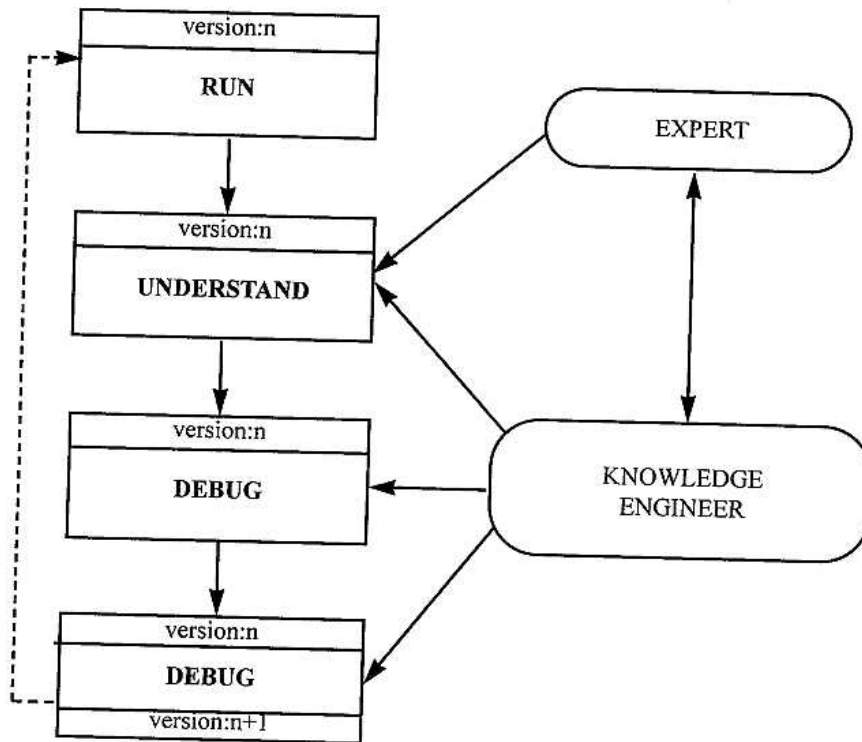 version:n
RUN
EXPERT
version:n
UNDERSTAND
version:n
DEBUG
KNOWLEDGE
ENGINEER
version:n
DEBUG
version:n+1